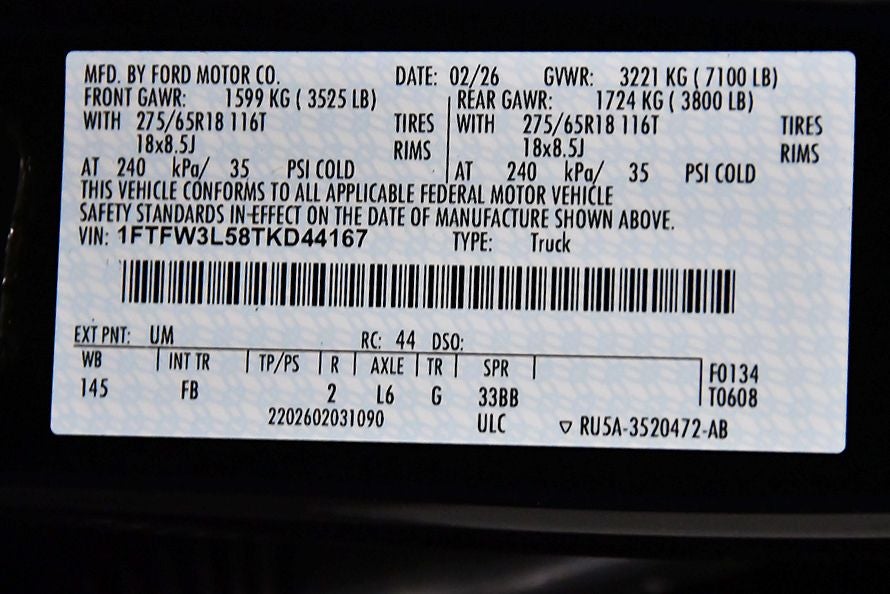 MFD. BY FORD MOTOR CO. DATE: 02/26 GVWR: 3221 KG ( 7100 LB)
FRONT GAWR: 1599 KG ( 3525 LB) REAR GAWR: 1724 KG ( 3800 LB)
WITH 275/65R18 116T TIRES WITH 275/65R18 116T TIRES
18x8.5J RIMS 18x8.5J RIMS
AT 240 kPa/ 35 PSI COLD AT 240 kPa/ 35 PSI COLD
THIS VEHICLE CONFORMS TO ALL APPLICABLE FEDERAL MOTOR VEHICLE
SAFETY STANDARDS IN EFFECT ON THE DATE OF MANUFACTURE SHOWN ABOVE.
VIN: 1FTFW3L58TKD44167 TYPE: Truck
EXT PNT: UM RC: 44 DSO:
WB INT TR TP/PS R AXLE TR SPR F0134
145 FB 2 L6 G 33BB T0608
2202602031090 ULC ▽ RU5A-3520472-AB